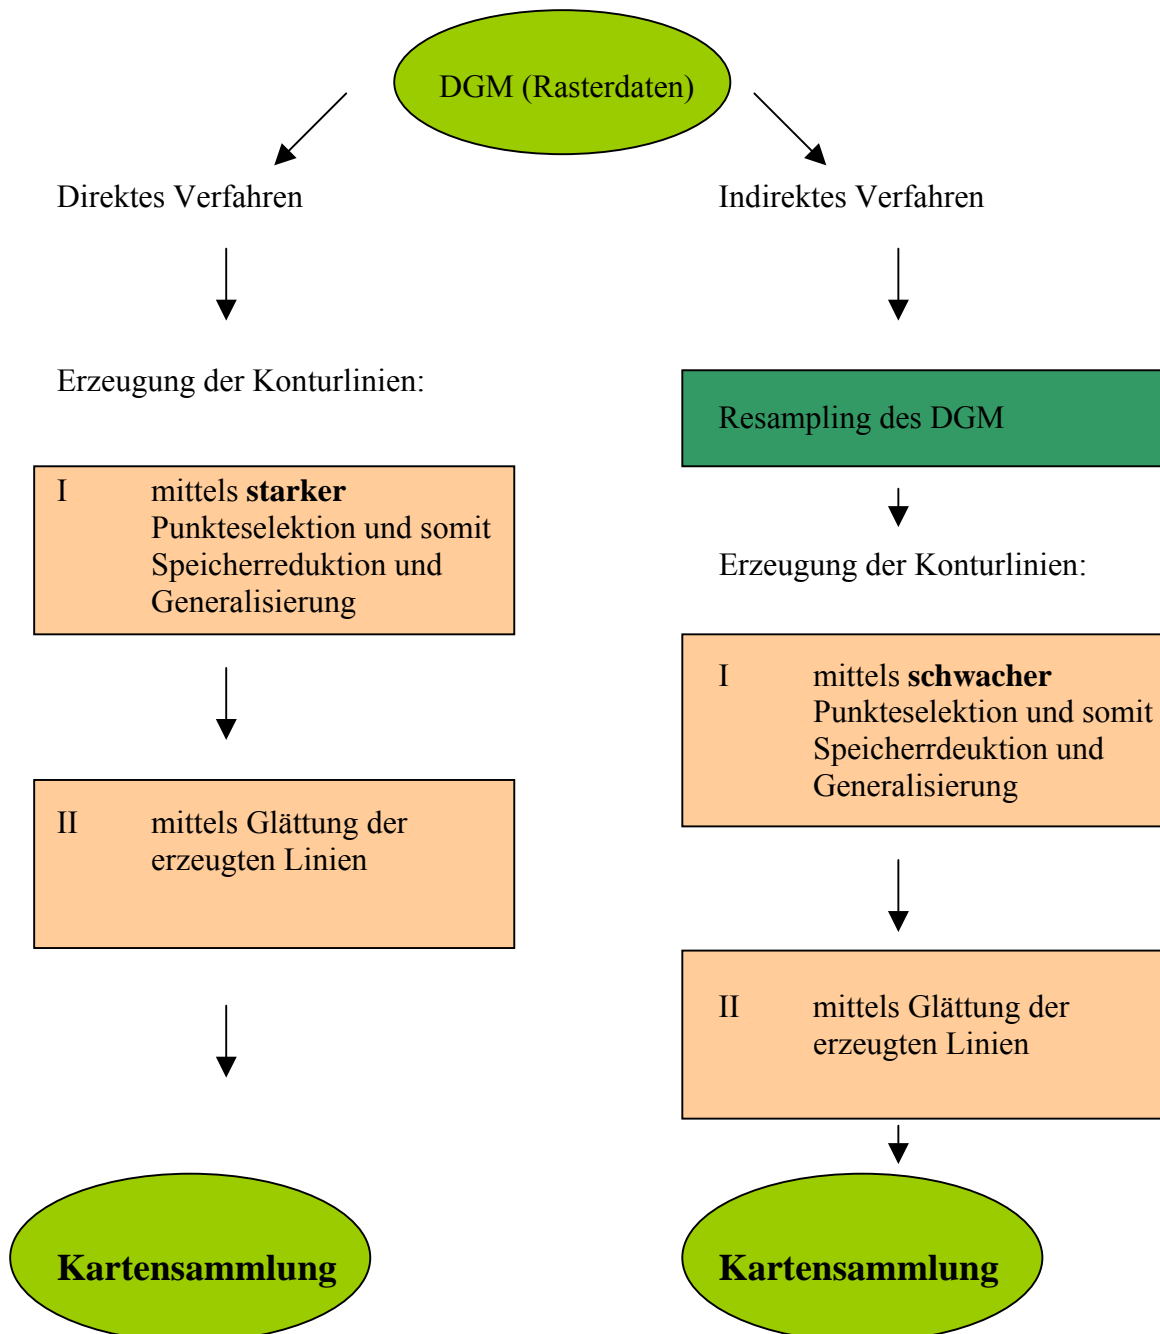 DGM (Rasterdaten)
Direktes Verfahren
Erzeugung der Konturlinien:
I mittels starker
Punkteselektion und somit
Speicherreduktion und
Generalisierung
II mittels Glättung der
erzeugten Linien
Kartensammlung
Indirektes Verfahren
Resampling des DGM
Erzeugung der Konturlinien:
I mittels schwacher
Punkteselektion und somit
Speicherrdeuktion und
Generalisierung
II mittels Glättung der
erzeugten Linien
Kartensammlung